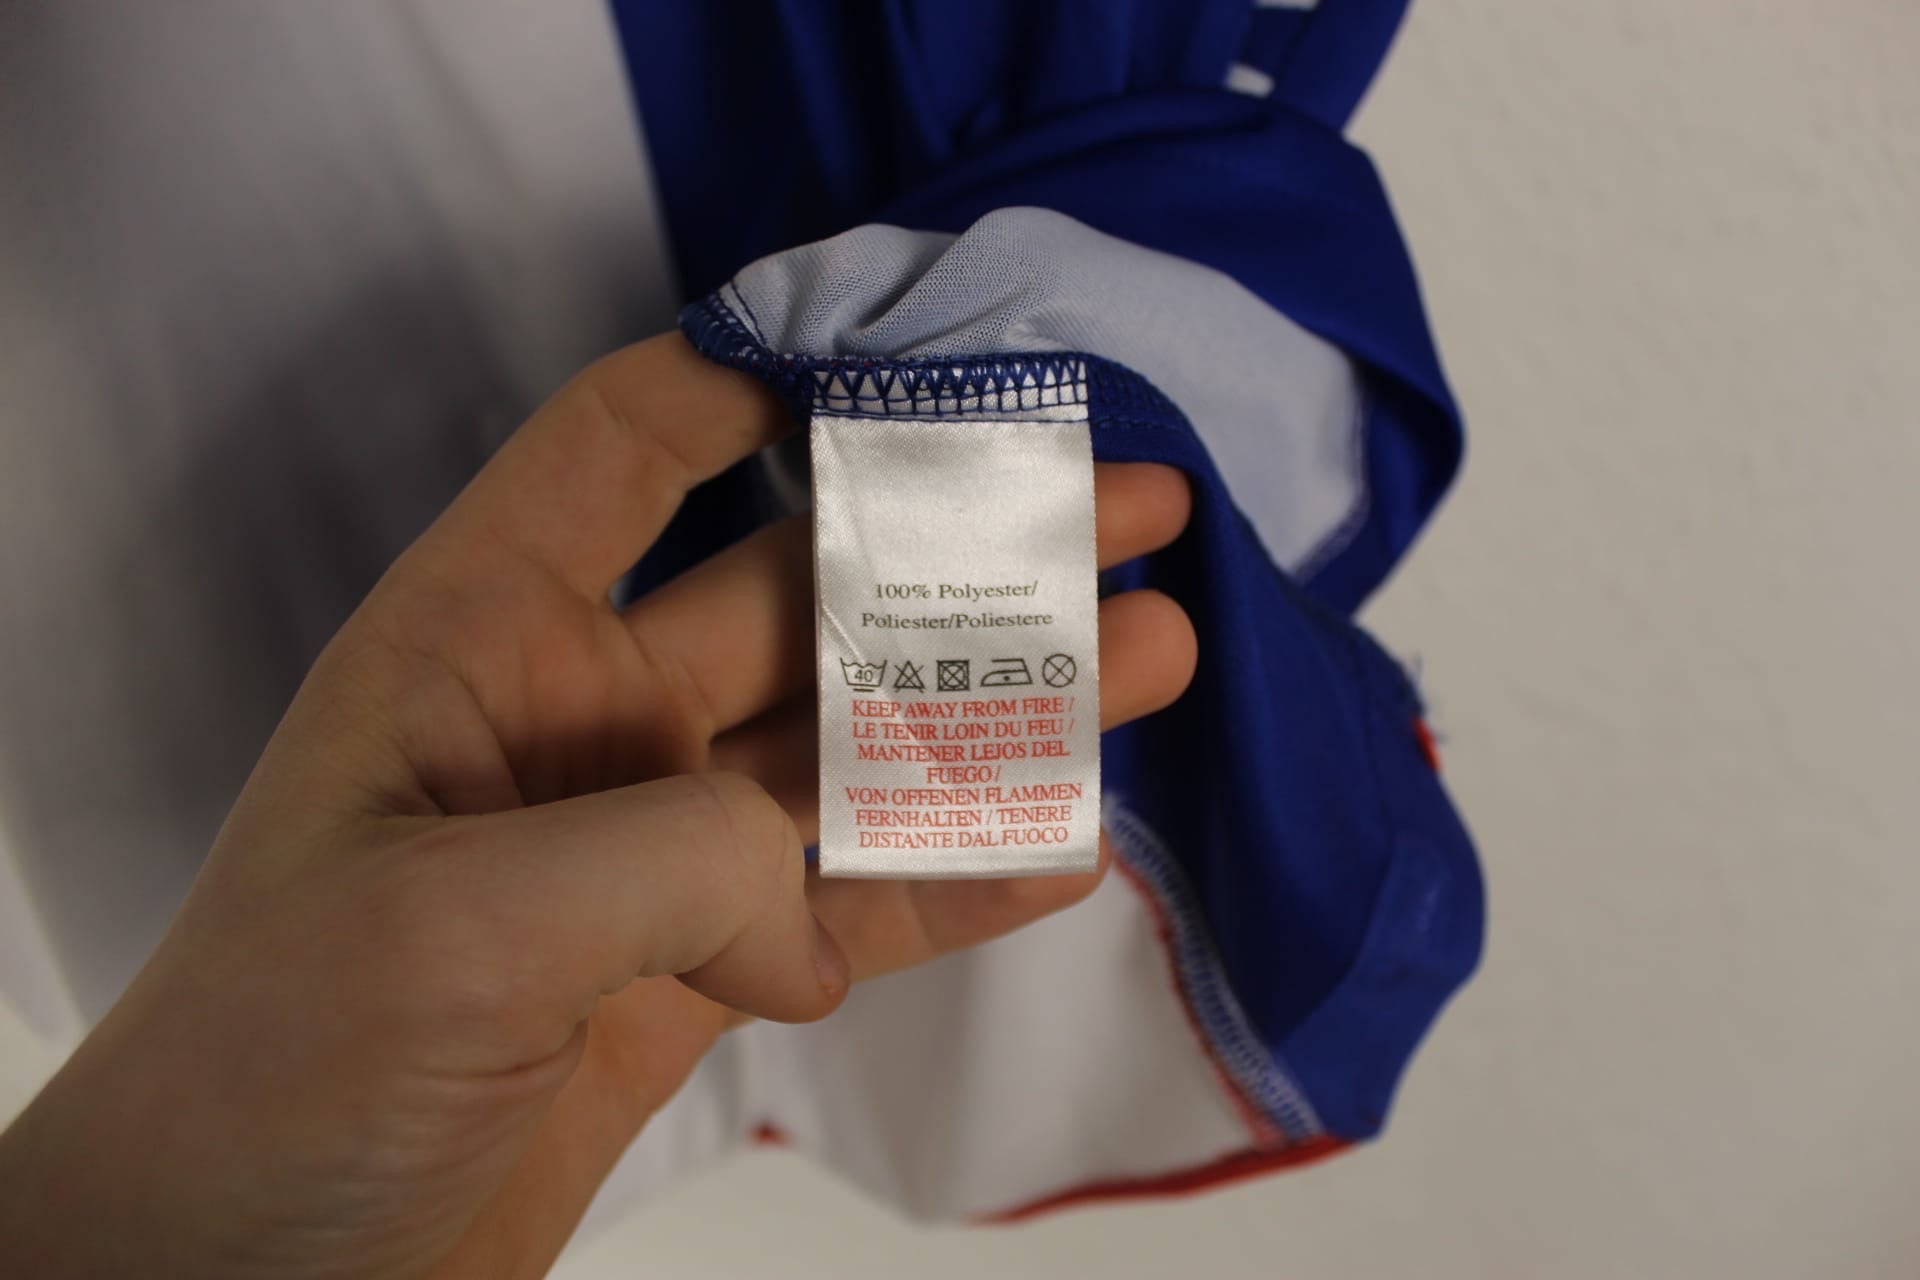 100% Polyester/
Poliester/Poliestere
40
KEEP AWAY FROM FIRE /
LE TENIR LOIN DU FEU /
MANTENER LEJOS DEL
FUEGO /
VON OFFENEN FLAMMEN
FERNHALTEN / TENERE
DISTANTE DAL FUOCO